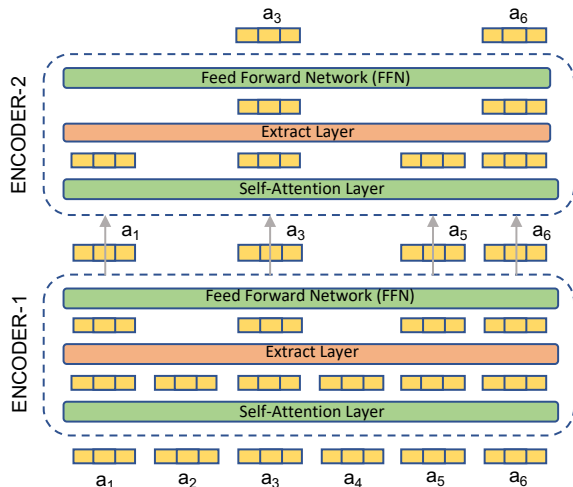 a3 a6
ENCODER-2
Feed Forward Network (FFN)
Extract Layer
Self-Attention Layer
a1 a3 a5 a6
ENCODER-1
Feed Forward Network (FFN)
Extract Layer
Self-Attention Layer
a1 a2 a3 a4 a5 a6